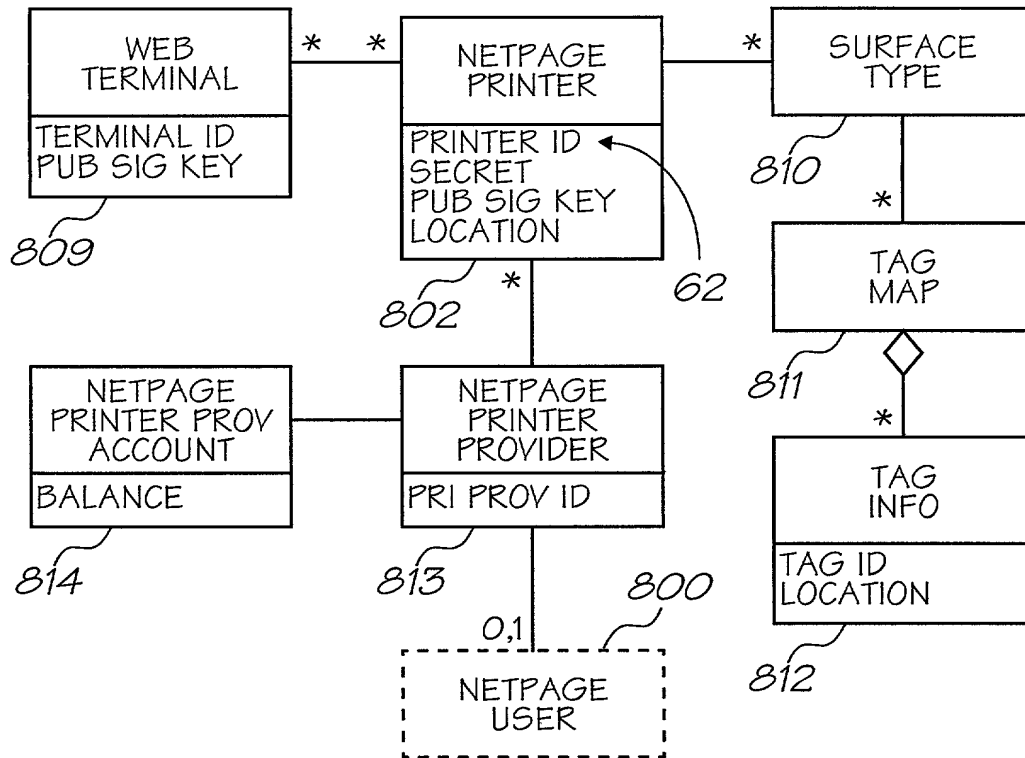 WEB
TERMINAL
TERMINAL ID
PUB SIG KEY
809
* *
NETPAGE
PRINTER
PRINTER ID
SECRET
PUB SIG KEY
LOCATION
802
62
*
*
SURFACE
TYPE
810
*
TAG
MAP
811
*
TAG
INFO
TAG ID
LOCATION
812
NETPAGE
PRINTER PROV
ACCOUNT
BALANCE
814
NETPAGE
PRINTER
PROVIDER
PRI PROV ID
813
0,1
800
NETPAGE
USER